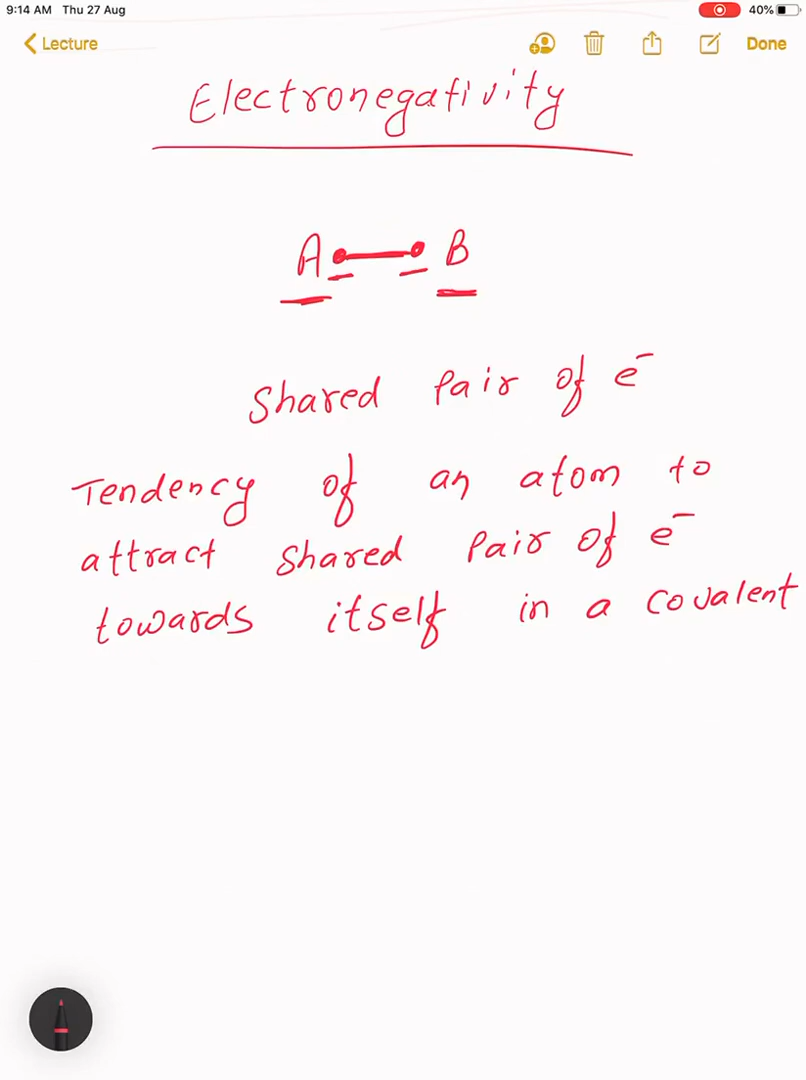 9:14 AM Thu 27 Aug
40%
Lecture
Done
Electronegativity
A B
Shared Pair of e⁻
Tendency of an atom to
attract shared Pair of e⁻
towards itself in a covalent